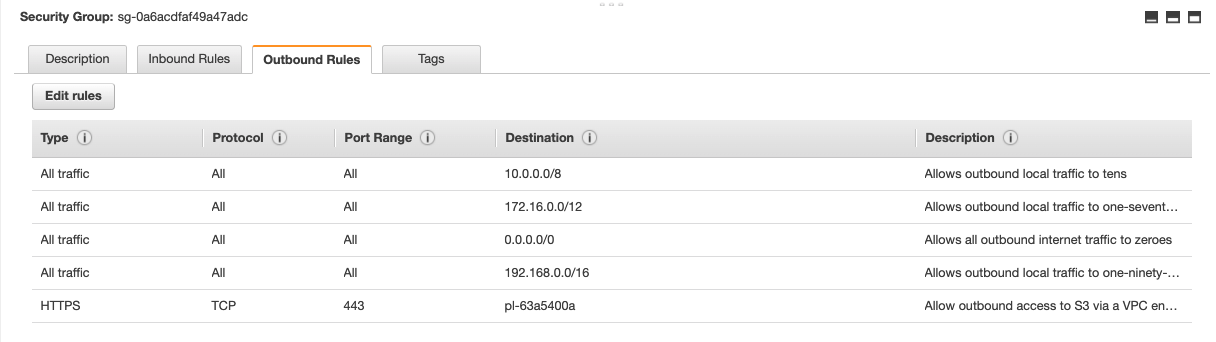 Security Group: sg-0a6acdfaf49a47adc
Description Inbound Rules Outbound Rules Tags
Edit rules
Type Protocol Port Range Destination Description
All traffic All All 10.0.0.0/8 Allows outbound local traffic to tens
All traffic All All 172.16.0.0/12 Allows outbound local traffic to one-sevent...
All traffic All All 0.0.0.0/0 Allows all outbound internet traffic to zeroes
All traffic All All 192.168.0.0/16 Allows outbound local traffic to one-ninety-...
HTTPS TCP 443 pl-63a5400a Allow outbound access to S3 via a VPC en...